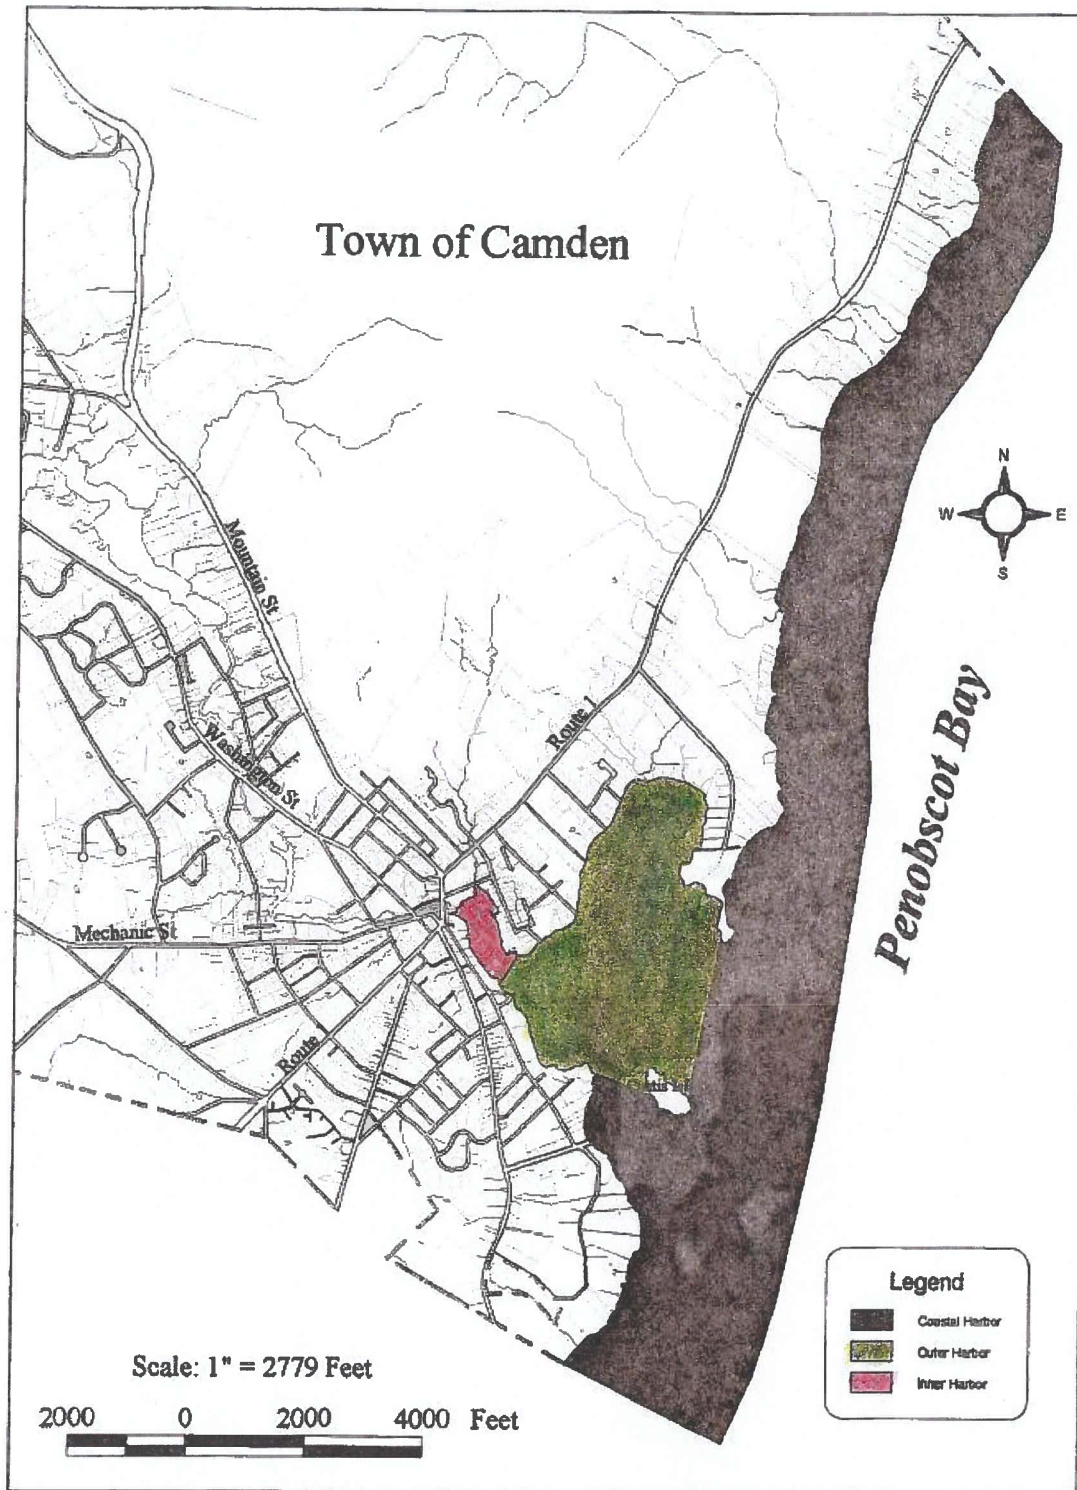 Town of Camden
N
W E
S
Mountain St
Penobscot Bay
Route 1
Washington St
Mechanic St
Route
Legend
Coastal Harbor
Outer Harbor
Inner Harbor
Scale: 1" = 2779 Feet
2000 0 2000 4000 Feet